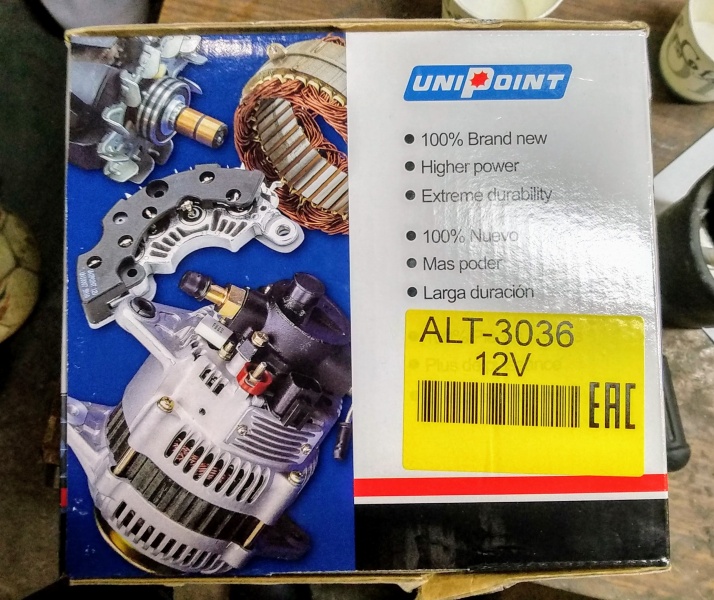 UNIPOINT
100% Brand new
Higher power
Extreme durability
100% Nuevo
Mas poder
Larga duración
ALT-3036
12V
EAC